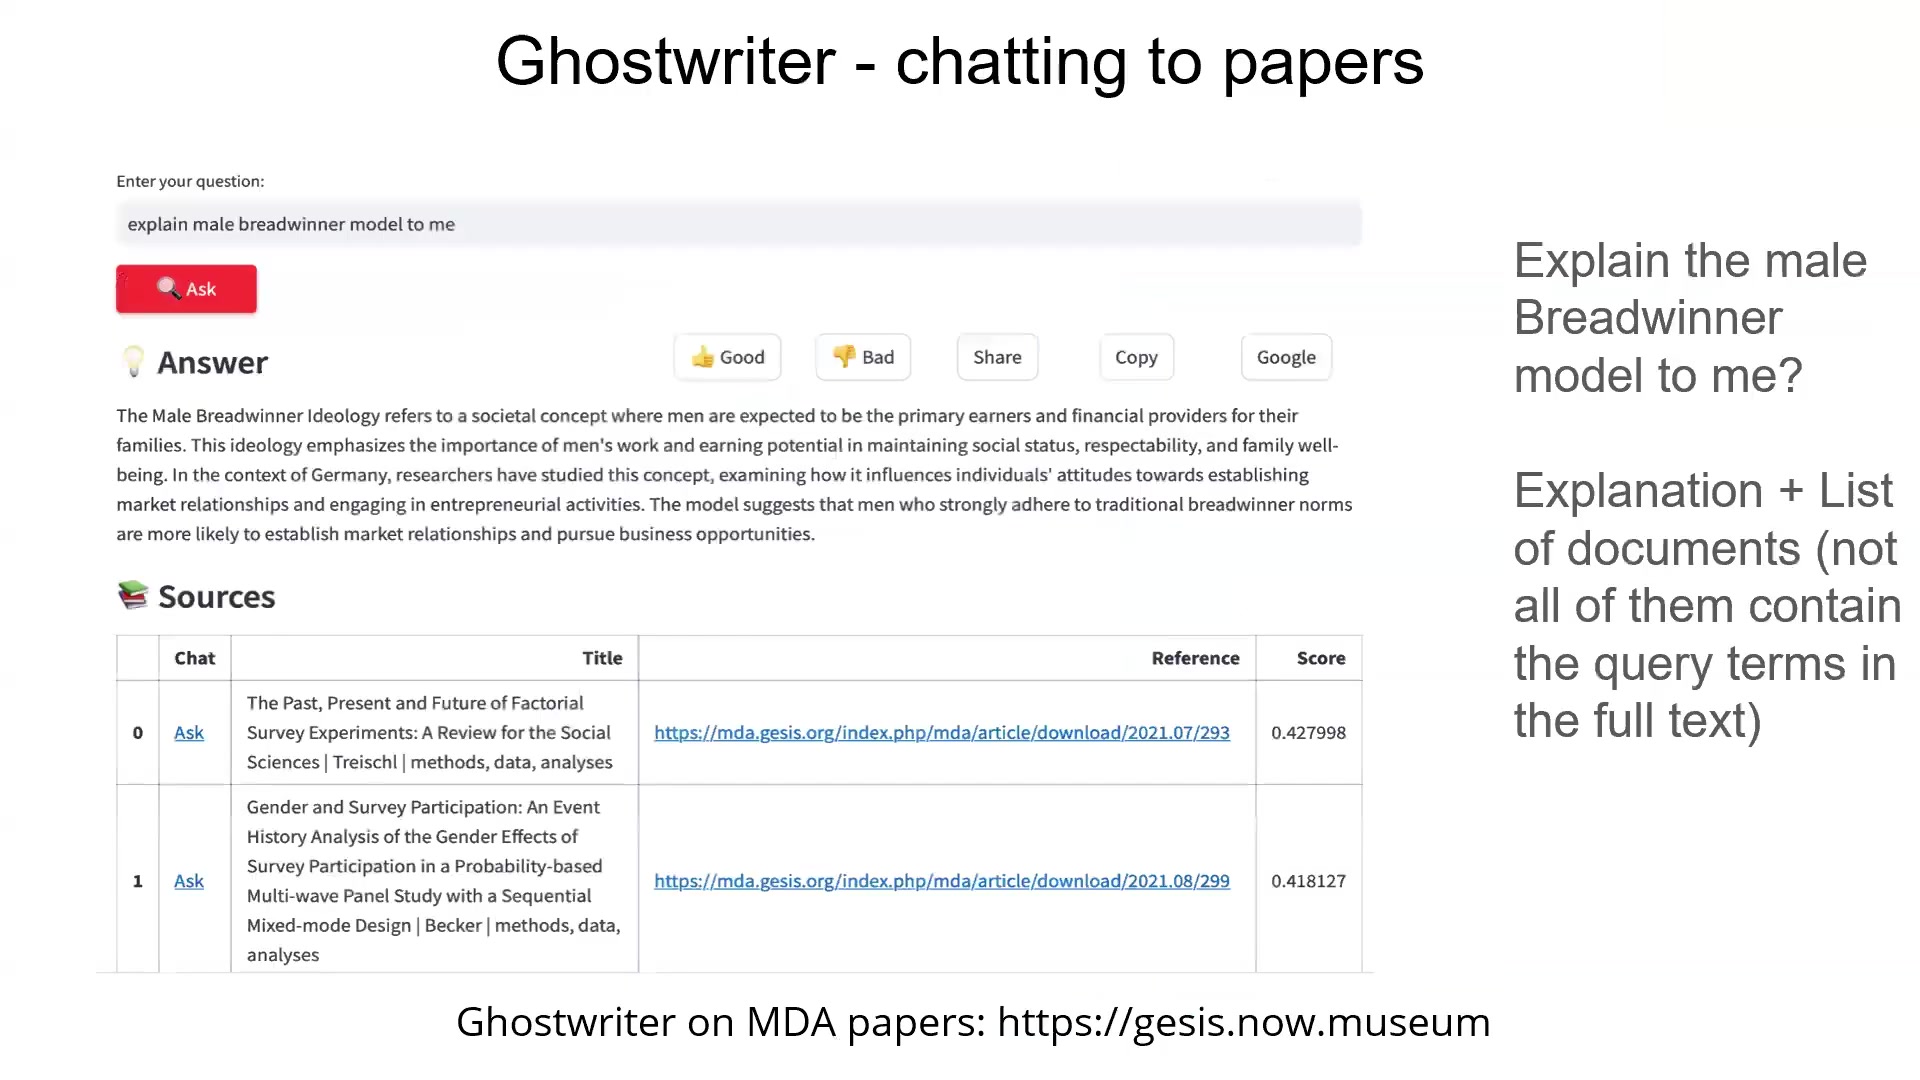 Ghostwriter - chatting to papers
Enter your question:
explain male breadwinner model to me
Ask
Answer
Good
Bad
Share
Copy
Google
The Male Breadwinner Ideology refers to a societal concept where men are expected to be the primary earners and financial providers for their
families. This ideology emphasizes the importance of men's work and earning potential in maintaining social status, respectability, and family well-
being. In the context of Germany, researchers have studied this concept, examining how it influences individuals' attitudes towards establishing
market relationships and engaging in entrepreneurial activities. The model suggests that men who strongly adhere to traditional breadwinner norms
are more likely to establish market relationships and pursue business opportunities.
Sources
Chat Title Reference Score
The Past, Present and Future of Factorial
0 Ask Survey Experiments: A Review for the Social https://mda.gesis.org/index.php/mda/article/download/2021.07/293 0.427998
Sciences | Treischl | methods, data, analyses
Gender and Survey Participation: An Event
History Analysis of the Gender Effects of
Survey Participation in a Probability-based
1 Ask https://mda.gesis.org/index.php/mda/article/download/2021.08/299 0.418127
Multi-wave Panel Study with a Sequential
Mixed-mode Design | Becker | methods, data,
analyses
Explain the male
Breadwinner
model to me?
Explanation + List
of documents (not
all of them contain
the query terms in
the full text)
Ghostwriter on MDA papers: https://gesis.now.museum